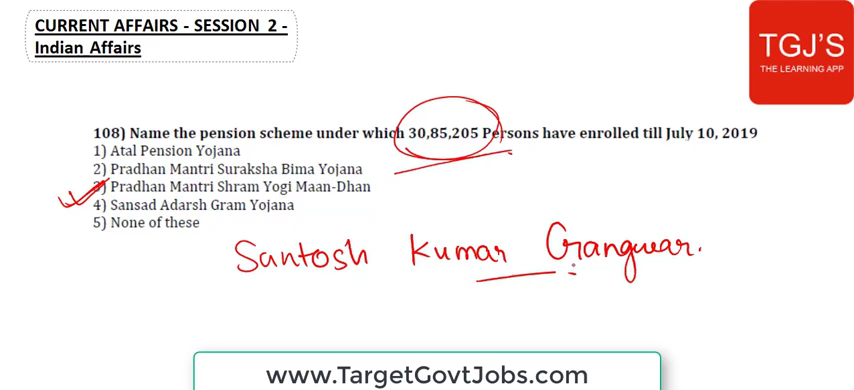 CURRENT AFFAIRS - SESSION 2 -
Indian Affairs
TGJ'S
THE LEARNING APP
108) Name the pension scheme under which 30,85,205 Persons have enrolled till July 10, 2019
1) Atal Pension Yojana
2) Pradhan Mantri Suraksha Bima Yojana
3) Pradhan Mantri Shram Yogi Maan-Dhan
4) Sansad Adarsh Gram Yojana
5) None of these
Santosh Kumar Gangwar.
www.TargetGovtJobs.com